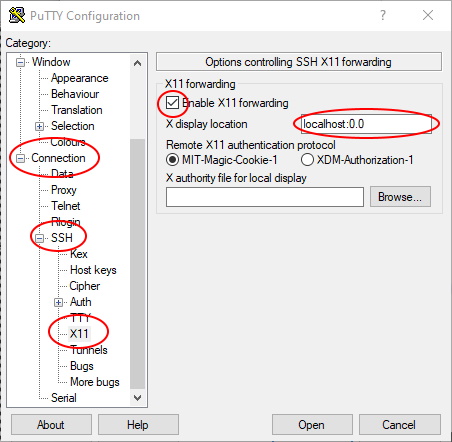 PuTTY Configuration
?
Category:
Window
Appearance
Behaviour
Translation
Selection
Colours
Connection
Data
Proxy
Telnet
Rlogin
SSH
Kex
Host keys
Cipher
Auth
TTY
X11
Tunnels
Bugs
More bugs
Serial
Options controlling SSH X11 forwarding
X11 forwarding
Enable X11 forwarding
X display location
localhost:0.0
Remote X11 authentication protocol
MIT-Magic-Cookie-1
XDM-Authorization-1
X authority file for local display
Browse...
About
Help
Open
Cancel